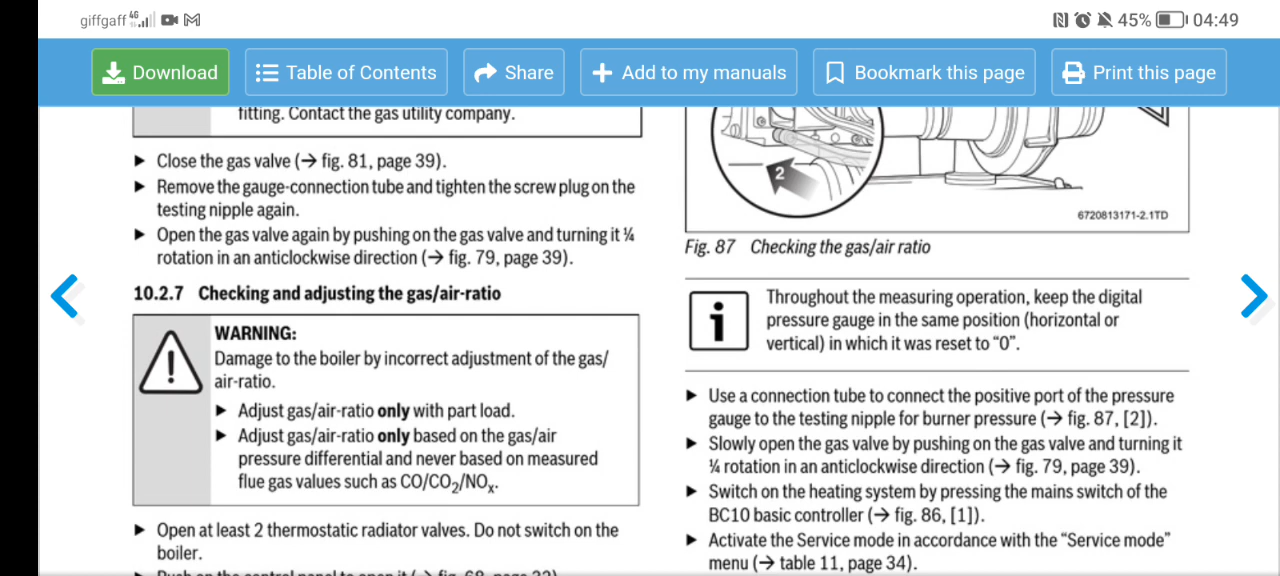 giffgaff 4G 45% 04:49
Download Table of Contents Share Add to my manuals Bookmark this page Print this page
fitting. Contact the gas utility company.
► Close the gas valve (→ fig. 81, page 39).
► Remove the gauge-connection tube and tighten the screw plug on the
testing nipple again.
► Open the gas valve again by pushing on the gas valve and turning it ¼
rotation in an anticlockwise direction (→ fig. 79, page 39).
10.2.7 Checking and adjusting the gas/air-ratio
WARNING:
Damage to the boiler by incorrect adjustment of the gas/
air-ratio.
► Adjust gas/air-ratio only with part load.
► Adjust gas/air-ratio only based on the gas/air
pressure differential and never based on measured
flue gas values such as CO/CO₂/NOₓ.
► Open at least 2 thermostatic radiator valves. Do not switch on the
boiler.
► Push on the control panel to open it (→ fig. 68, page 32).
2
6720813171-2.1TD
Fig. 87 Checking the gas/air ratio
Throughout the measuring operation, keep the digital
pressure gauge in the same position (horizontal or
vertical) in which it was reset to “0”.
► Use a connection tube to connect the positive port of the pressure
gauge to the testing nipple for burner pressure (→ fig. 87, [2]).
► Slowly open the gas valve by pushing on the gas valve and turning it
¼ rotation in an anticlockwise direction (→ fig. 79, page 39).
► Switch on the heating system by pressing the mains switch of the
BC10 basic controller (→ fig. 86, [1]).
► Activate the Service mode in accordance with the “Service mode”
menu (→ table 11, page 34).